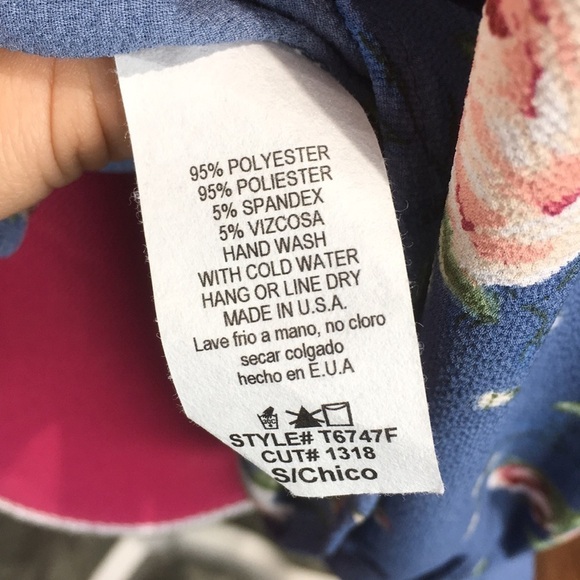 95% POLYESTER
95% POLIESTER
5% SPANDEX
5% VIZCOSA
HAND WASH
WITH COLD WATER
HANG OR LINE DRY
MADE IN U.S.A.
Lave frio a mano, no cloro
secar colgado
hecho en E.U.A
STYLE# T6747F
CUT# 1318
S/Chico